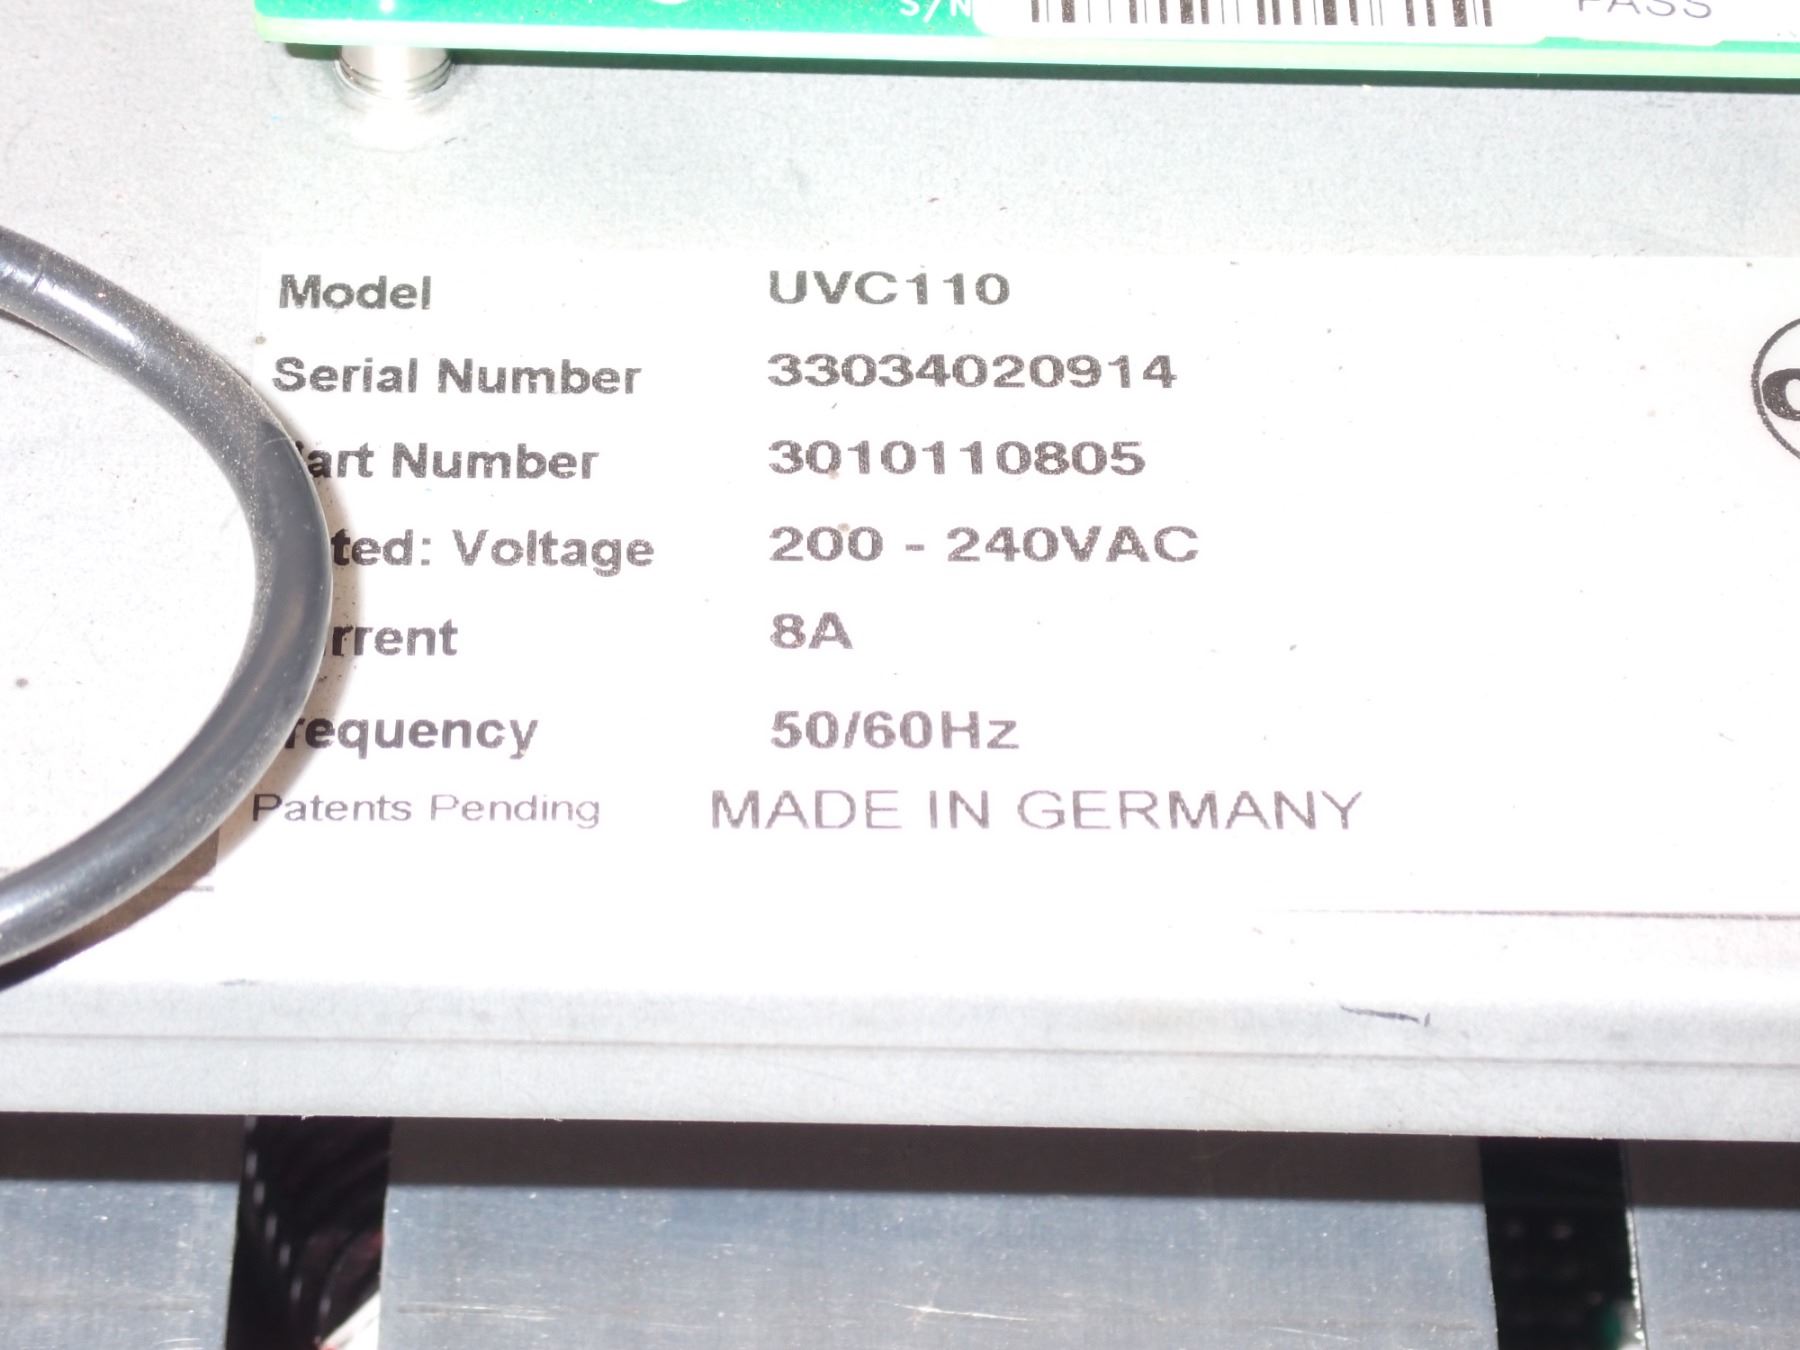 S/N PASS
Model UVC110
Serial Number 33034020914
art Number 3010110805
ted: Voltage 200 - 240VAC
rrent 8A
requency 50/60Hz
Patents Pending MADE IN GERMANY